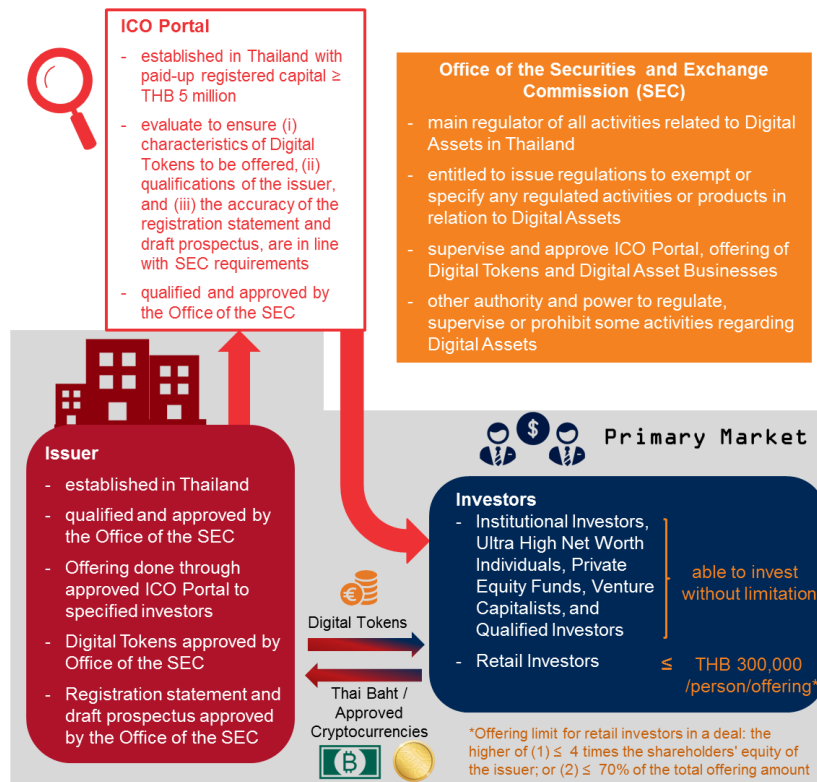 ICO Portal
- established in Thailand with
paid-up registered capital ≥
THB 5 million
- evaluate to ensure (i)
characteristics of Digital
Tokens to be offered, (ii)
qualifications of the issuer,
and (iii) the accuracy of the
registration statement and
draft prospectus, are in line
with SEC requirements
- qualified and approved by
the Office of the SEC
Office of the Securities and Exchange
Commission (SEC)
- main regulator of all activities related to Digital
Assets in Thailand
- entitled to issue regulations to exempt or
specify any regulated activities or products in
relation to Digital Assets
- supervise and approve ICO Portal, offering of
Digital Tokens and Digital Asset Businesses
- other authority and power to regulate,
supervise or prohibit some activities regarding
Digital Assets
Issuer
- established in Thailand
- qualified and approved by
the Office of the SEC
- Offering done through
approved ICO Portal to
specified investors
- Digital Tokens approved by
Office of the SEC
- Registration statement and
draft prospectus approved
by the Office of the SEC
€
Digital Tokens
Thai Baht /
Approved
Cryptocurrencies
B
$
Primary Market
Investors
- Institutional Investors,
Ultra High Net Worth
Individuals, Private
Equity Funds, Venture
Capitalists, and
Qualified Investors
able to invest
without limitation
- Retail Investors ≤ THB 300,000
/person/offering*
*Offering limit for retail investors in a deal: the
higher of (1) ≤ 4 times the shareholders' equity of
the issuer; or (2) ≤ 70% of the total offering amount